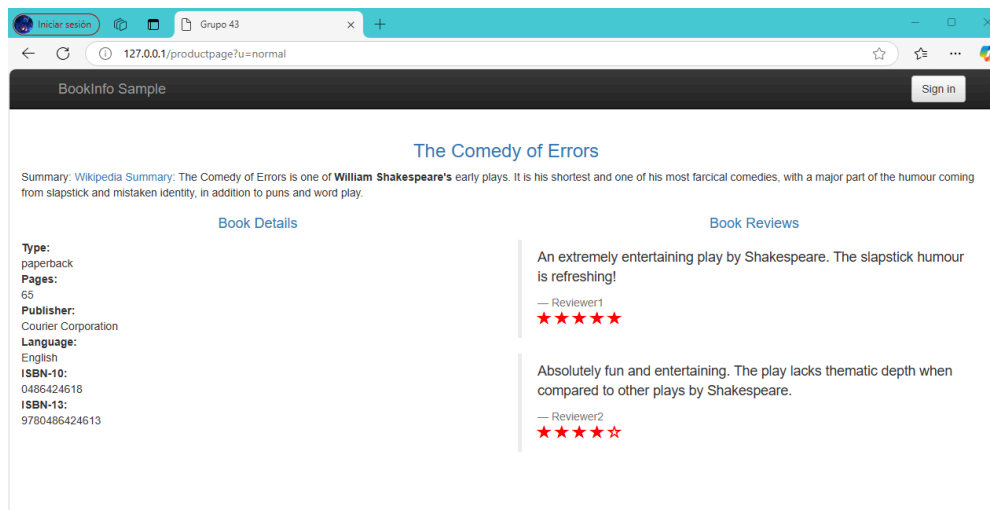 Iniciar sesión
Grupo 43
127.0.0.1/productpage?u=normal
BookInfo Sample
Sign in
The Comedy of Errors
Summary: Wikipedia Summary: The Comedy of Errors is one of William Shakespeare's early plays. It is his shortest and one of his most farcical comedies, with a major part of the humour coming
from slapstick and mistaken identity, in addition to puns and word play.
Book Details
Type:
paperback
Pages:
65
Publisher:
Courier Corporation
Language:
English
ISBN-10:
0486424618
ISBN-13:
9780486424613
Book Reviews
An extremely entertaining play by Shakespeare. The slapstick humour
is refreshing!
— Reviewer1
★★★★★
Absolutely fun and entertaining. The play lacks thematic depth when
compared to other plays by Shakespeare.
— Reviewer2
★★★★☆